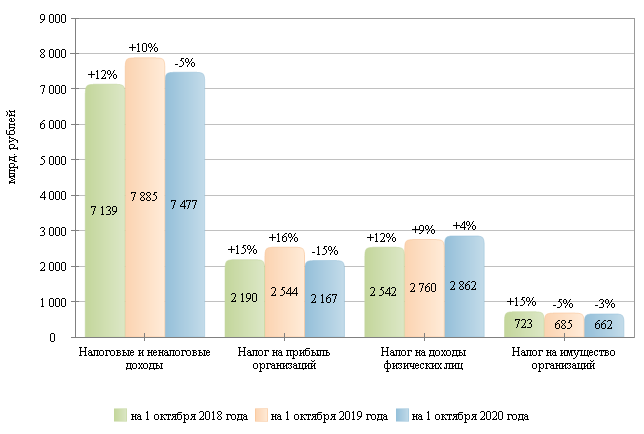 млрд. рублей
9 000
8 000
7 000
6 000
5 000
4 000
3 000
2 000
1 000
0
+12%
+10%
-5%
7 139
7 885
7 477
+15%
+16%
-15%
2 190
2 544
2 167
+12%
+9%
+4%
2 542
2 760
2 862
+15%
-5%
-3%
723
685
662
Налоговые и неналоговые
доходы
Налог на прибыль
организаций
Налог на доходы
физических лиц
Налог на имущество
организаций
на 1 октября 2018 года
на 1 октября 2019 года
на 1 октября 2020 года